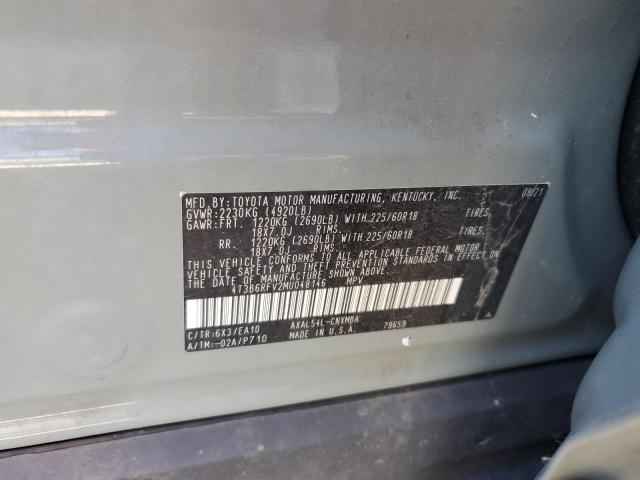 MFD. BY: TOYOTA MOTOR MANUFACTURING, KENTUCKY, INC. 09/21
GVWR: 2230KG (4920LB)
GAWR: FRT. 1220KG (2690LB) WITH 225/60R18 TIRES,
18X7.0J RIMS.
RR. 1220KG (2690LB) WITH 225/60R18 TIRES,
18X7.0J RIMS.
THIS VEHICLE CONFORMS TO ALL APPLICABLE FEDERAL MOTOR
VEHICLE SAFETY AND THEFT PREVENTION STANDARDS IN EFFECT ON
THE DATE OF MANUFACTURE SHOWN ABOVE.
4T3B6RFV2MU048146 MPV
C/TR: 6X3/EA10 AXAL54L-CNXMBA 79659
A/TM: -02A/P710 MADE IN U.S.A.